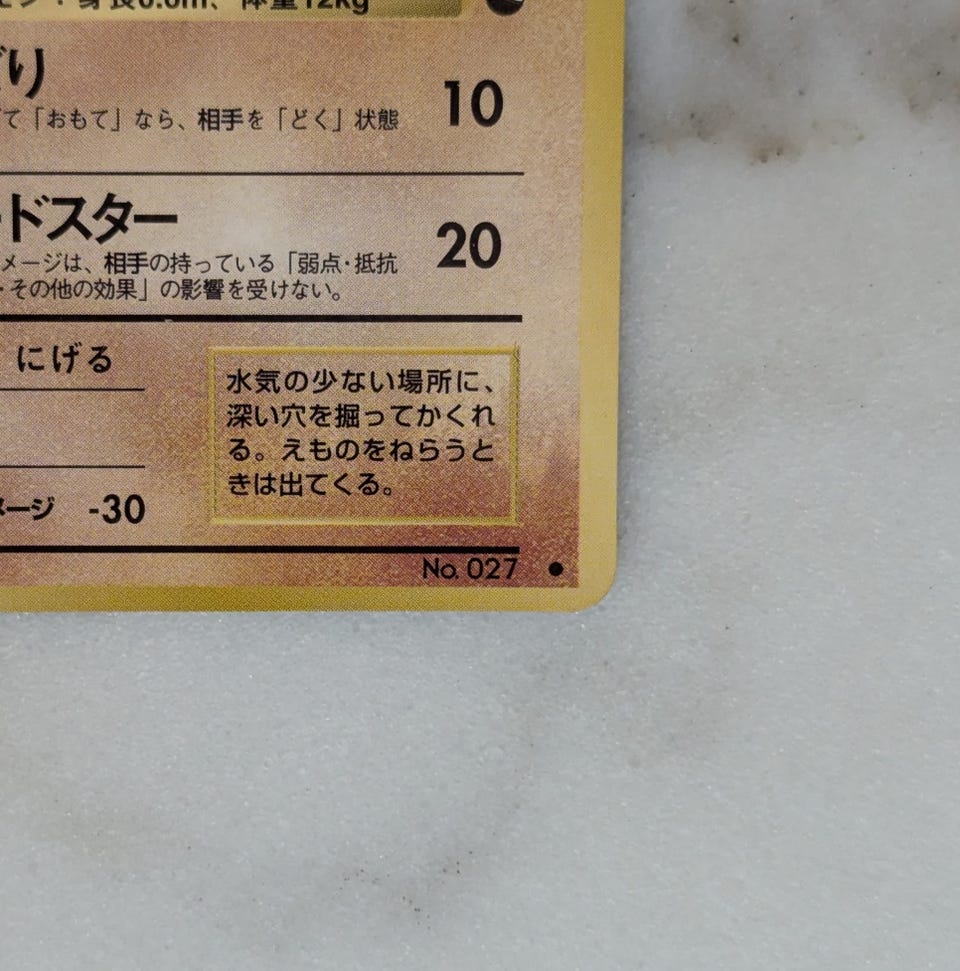 身長0.6m、体重12kg
り 10
て「おもて」なら、相手を「どく」状態
ドスター 20
メージは、相手の持っている「弱点・抵抗
・その他の効果」の影響を受けない。
にげる
水気の少ない場所に、
深い穴を掘ってかくれ
る。えものをねらうと
きは出てくる。
メージ -30
No. 027 ●